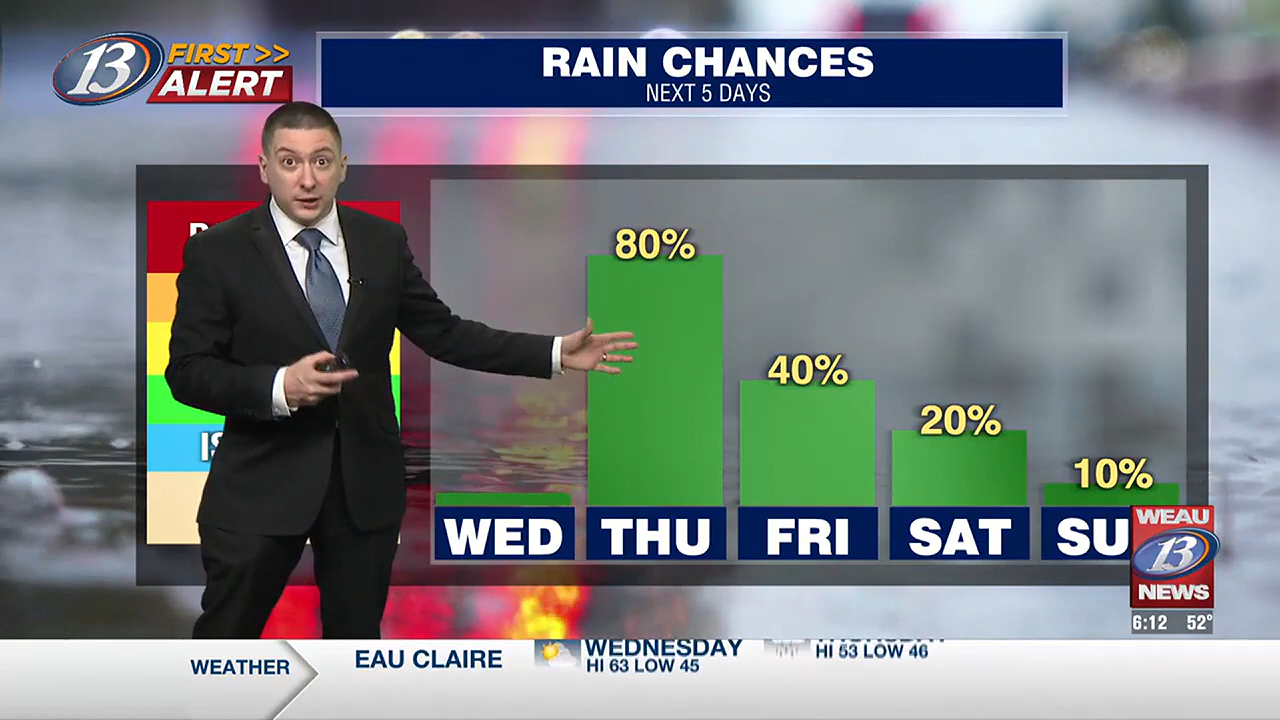 13 FIRST >>
ALERT
RAIN CHANCES
NEXT 5 DAYS
80%
40%
20%
10%
WED THU FRI SAT SU
WEAU
13
NEWS
6:12 52°
WEATHER
EAU CLAIRE
WEDNESDAY
HI 63 LOW 45
THURSDAY
HI 53 LOW 46